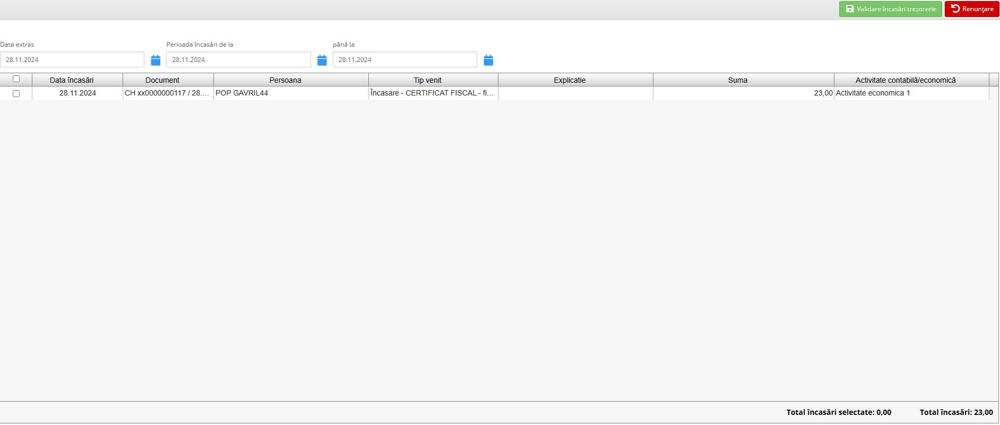 Validare încasări trezorerie Renunțare
Data extras Perioada încasări de la până la
28.11.2024 28.11.2024 28.11.2024
Data încasări Document Persoana Tip venit Explicatie Suma Activitate contabilă/economică
28.11.2024 CH xx0000000117 / 28.... POP GAVRIL44 Încasare - CERTIFICAT FISCAL - fi... 23,00 Activitate economica 1
Total încasări selectate: 0,00 Total încasări: 23,00